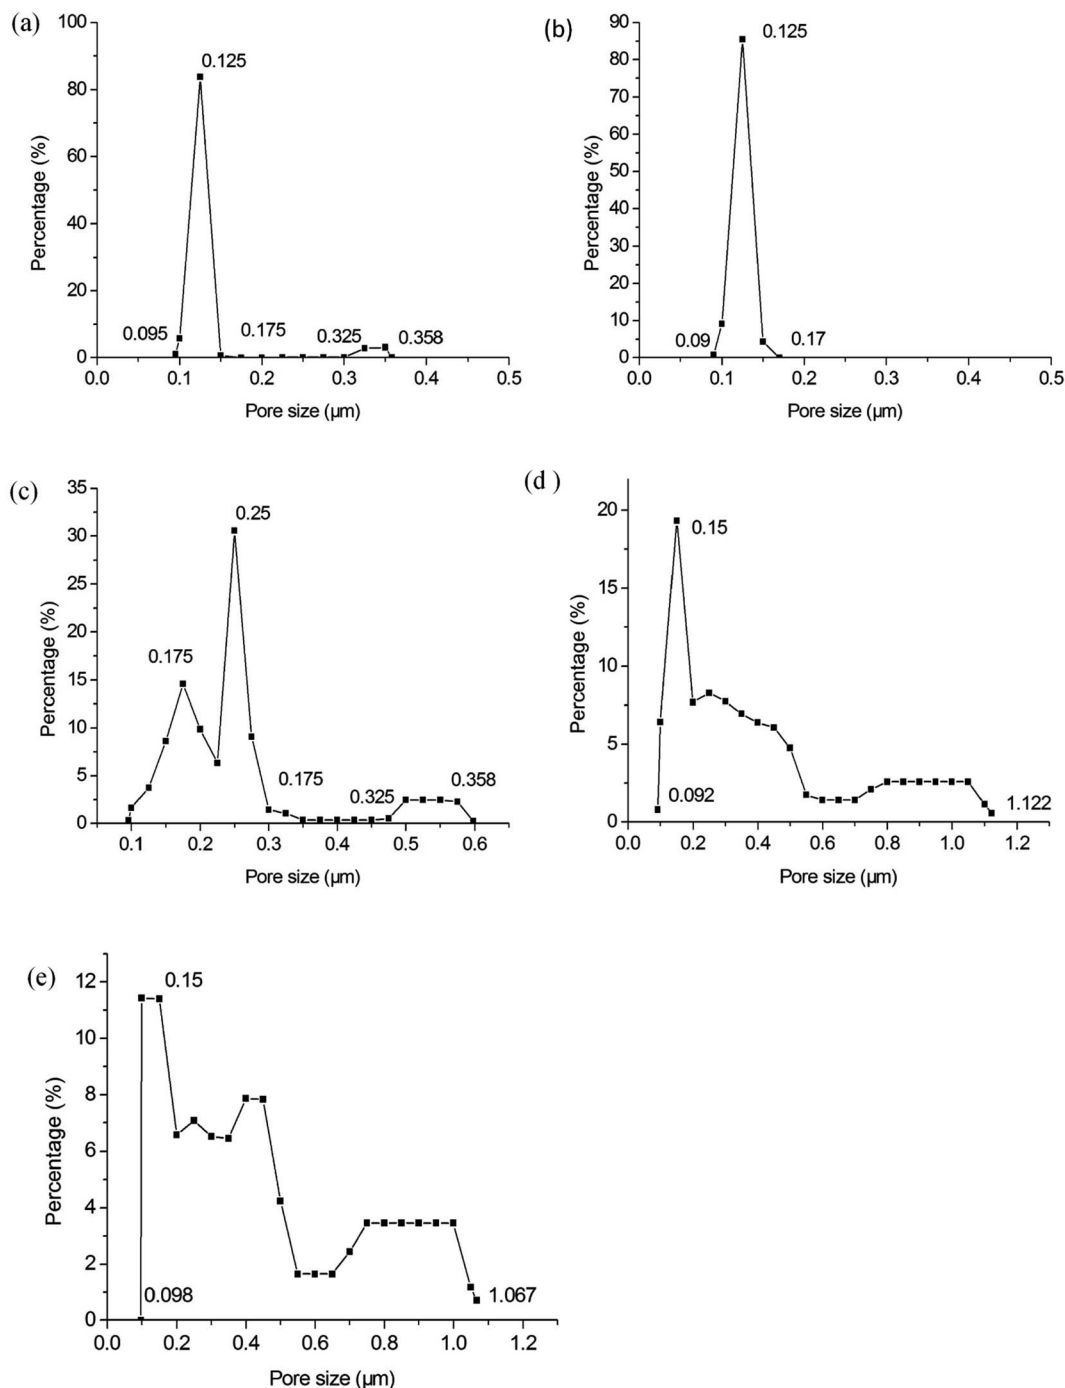 (a)
100
80
60
40
20
0
Percentage (%)
0.125
0.095
0.175
0.325
0.358
0.0 0.1 0.2 0.3 0.4 0.5
Pore size (µm)
(b)
90
80
70
60
50
40
30
20
10
0
Percentage (%)
0.125
0.09
0.17
0.0 0.1 0.2 0.3 0.4 0.5
Pore size (µm)
(c)
35
30
25
20
15
10
5
0
Percentage (%)
0.25
0.175
0.175
0.325
0.358
0.1 0.2 0.3 0.4 0.5 0.6
Pore size (µm)
(d )
20
15
10
5
0
Percentage (%)
0.15
0.092
1.122
0.0 0.2 0.4 0.6 0.8 1.0 1.2
Pore size (µm)
(e)
12
10
8
6
4
2
0
Percentage (%)
0.15
0.098
1.067
0.0 0.2 0.4 0.6 0.8 1.0 1.2
Pore size (µm)